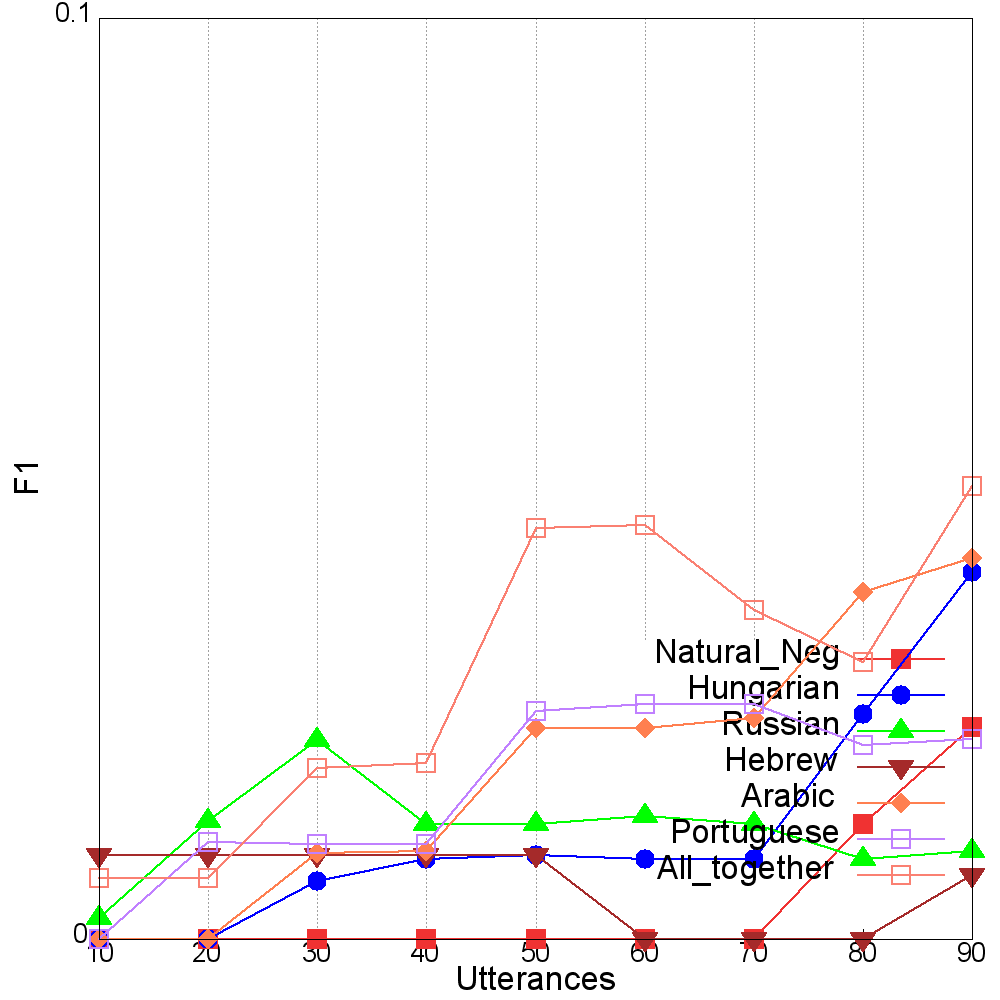 0.1
F1
Natural_Neg
Hungarian
Russian
Hebrew
Arabic
Portuguese
All_together
0
10 20 30 40 50 60 70 80 90
Utterances